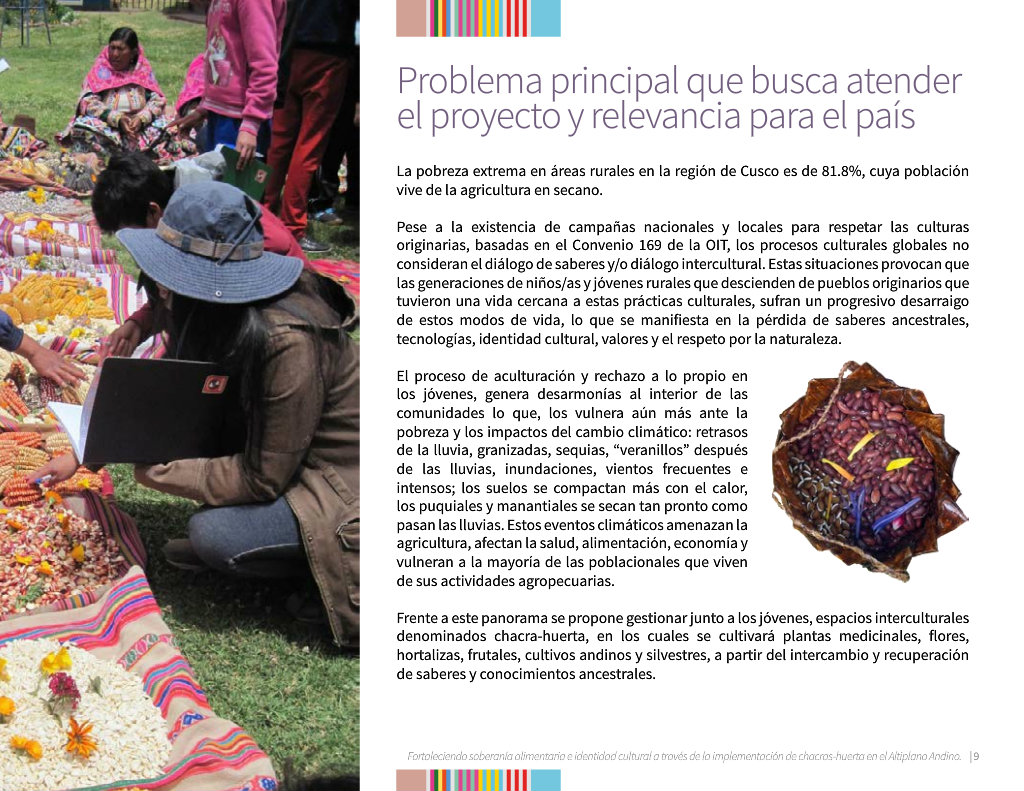 Problema principal que busca atender
el proyecto y relevancia para el país
La pobreza extrema en áreas rurales en la región de Cusco es de 81.8%, cuya población
vive de la agricultura en secano.
Pese a la existencia de campañas nacionales y locales para respetar las culturas
originarias, basadas en el Convenio 169 de la OIT, los procesos culturales globales no
consideran el diálogo de saberes y/o diálogo intercultural. Estas situaciones provocan que
las generaciones de niños/as y jóvenes rurales que descienden de pueblos originarios que
tuvieron una vida cercana a estas prácticas culturales, sufran un progresivo desarraigo
de estos modos de vida, lo que se manifiesta en la pérdida de saberes ancestrales,
tecnologías, identidad cultural, valores y el respeto por la naturaleza.
El proceso de aculturación y rechazo a lo propio en
los jóvenes, genera desarmonías al interior de las
comunidades lo que, los vulnera aún más ante la
pobreza y los impactos del cambio climático: retrasos
de la lluvia, granizadas, sequias, “veranillos” después
de las lluvias, inundaciones, vientos frecuentes e
intensos; los suelos se compactan más con el calor,
los puquiales y manantiales se secan tan pronto como
pasan las lluvias. Estos eventos climáticos amenazan la
agricultura, afectan la salud, alimentación, economía y
vulneran a la mayoría de las poblacionales que viven
de sus actividades agropecuarias.
Frente a este panorama se propone gestionar junto a los jóvenes, espacios interculturales
denominados chacra-huerta, en los cuales se cultivará plantas medicinales, flores,
hortalizas, frutales, cultivos andinos y silvestres, a partir del intercambio y recuperación
de saberes y conocimientos ancestrales.
Fortaleciendo soberanía alimentaria e identidad cultural a través de la implementación de chacras-huerta en el Altiplano Andino. | 9